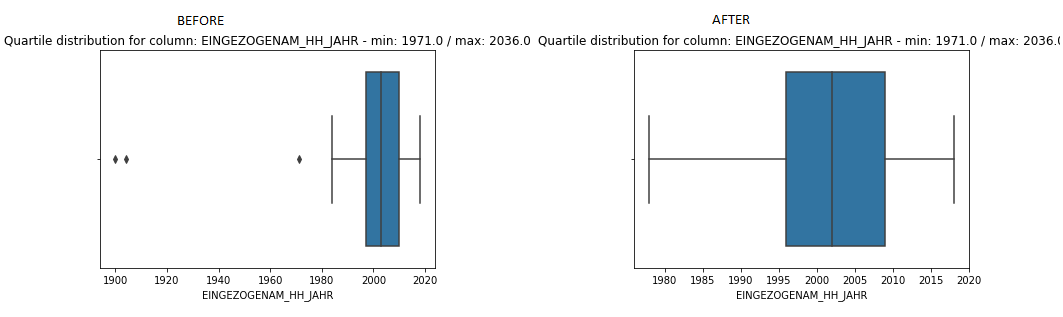 BEFORE
AFTER
Quartile distribution for column: EINGEZOGENAM_HH_JAHR - min: 1971.0 / max: 2036.0
Quartile distribution for column: EINGEZOGENAM_HH_JAHR - min: 1971.0 / max: 2036.0
1900 1920 1940 1960 1980 2000 2020
EINGEZOGENAM_HH_JAHR
1980 1985 1990 1995 2000 2005 2010 2015 2020
EINGEZOGENAM_HH_JAHR